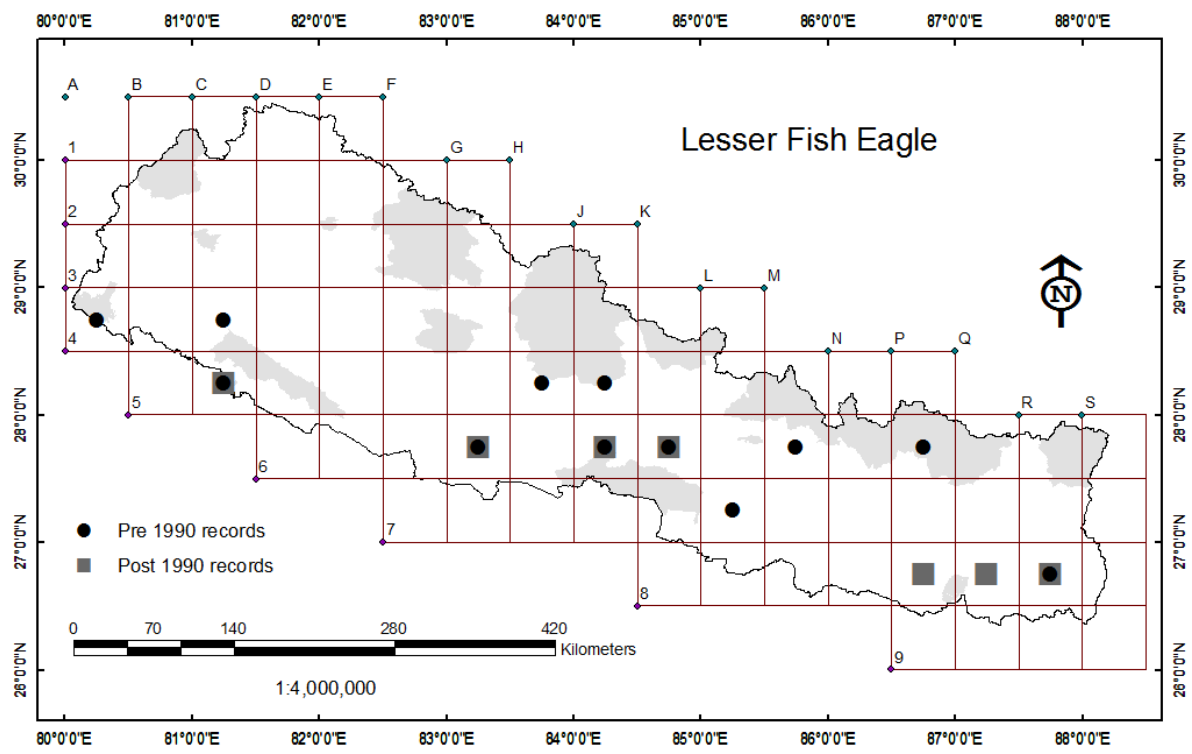 80°0'0"E 81°0'0"E 82°0'0"E 83°0'0"E 84°0'0"E 85°0'0"E 86°0'0"E 87°0'0"E 88°0'0"E
A B C D E F
Lesser Fish Eagle
30°0'0"N 1 G H 30°0'0"N
2 J K
29°0'0"N 3 L M 29°0'0"N
N
4 N P Q
28°0'0"N 5 R S 28°0'0"N
6
Pre 1990 records
27°0'0"N 7 27°0'0"N
Post 1990 records
8
0 70 140 280 420
Kilometers
26°0'0"N 9 26°0'0"N
1:4,000,000
80°0'0"E 81°0'0"E 82°0'0"E 83°0'0"E 84°0'0"E 85°0'0"E 86°0'0"E 87°0'0"E 88°0'0"E